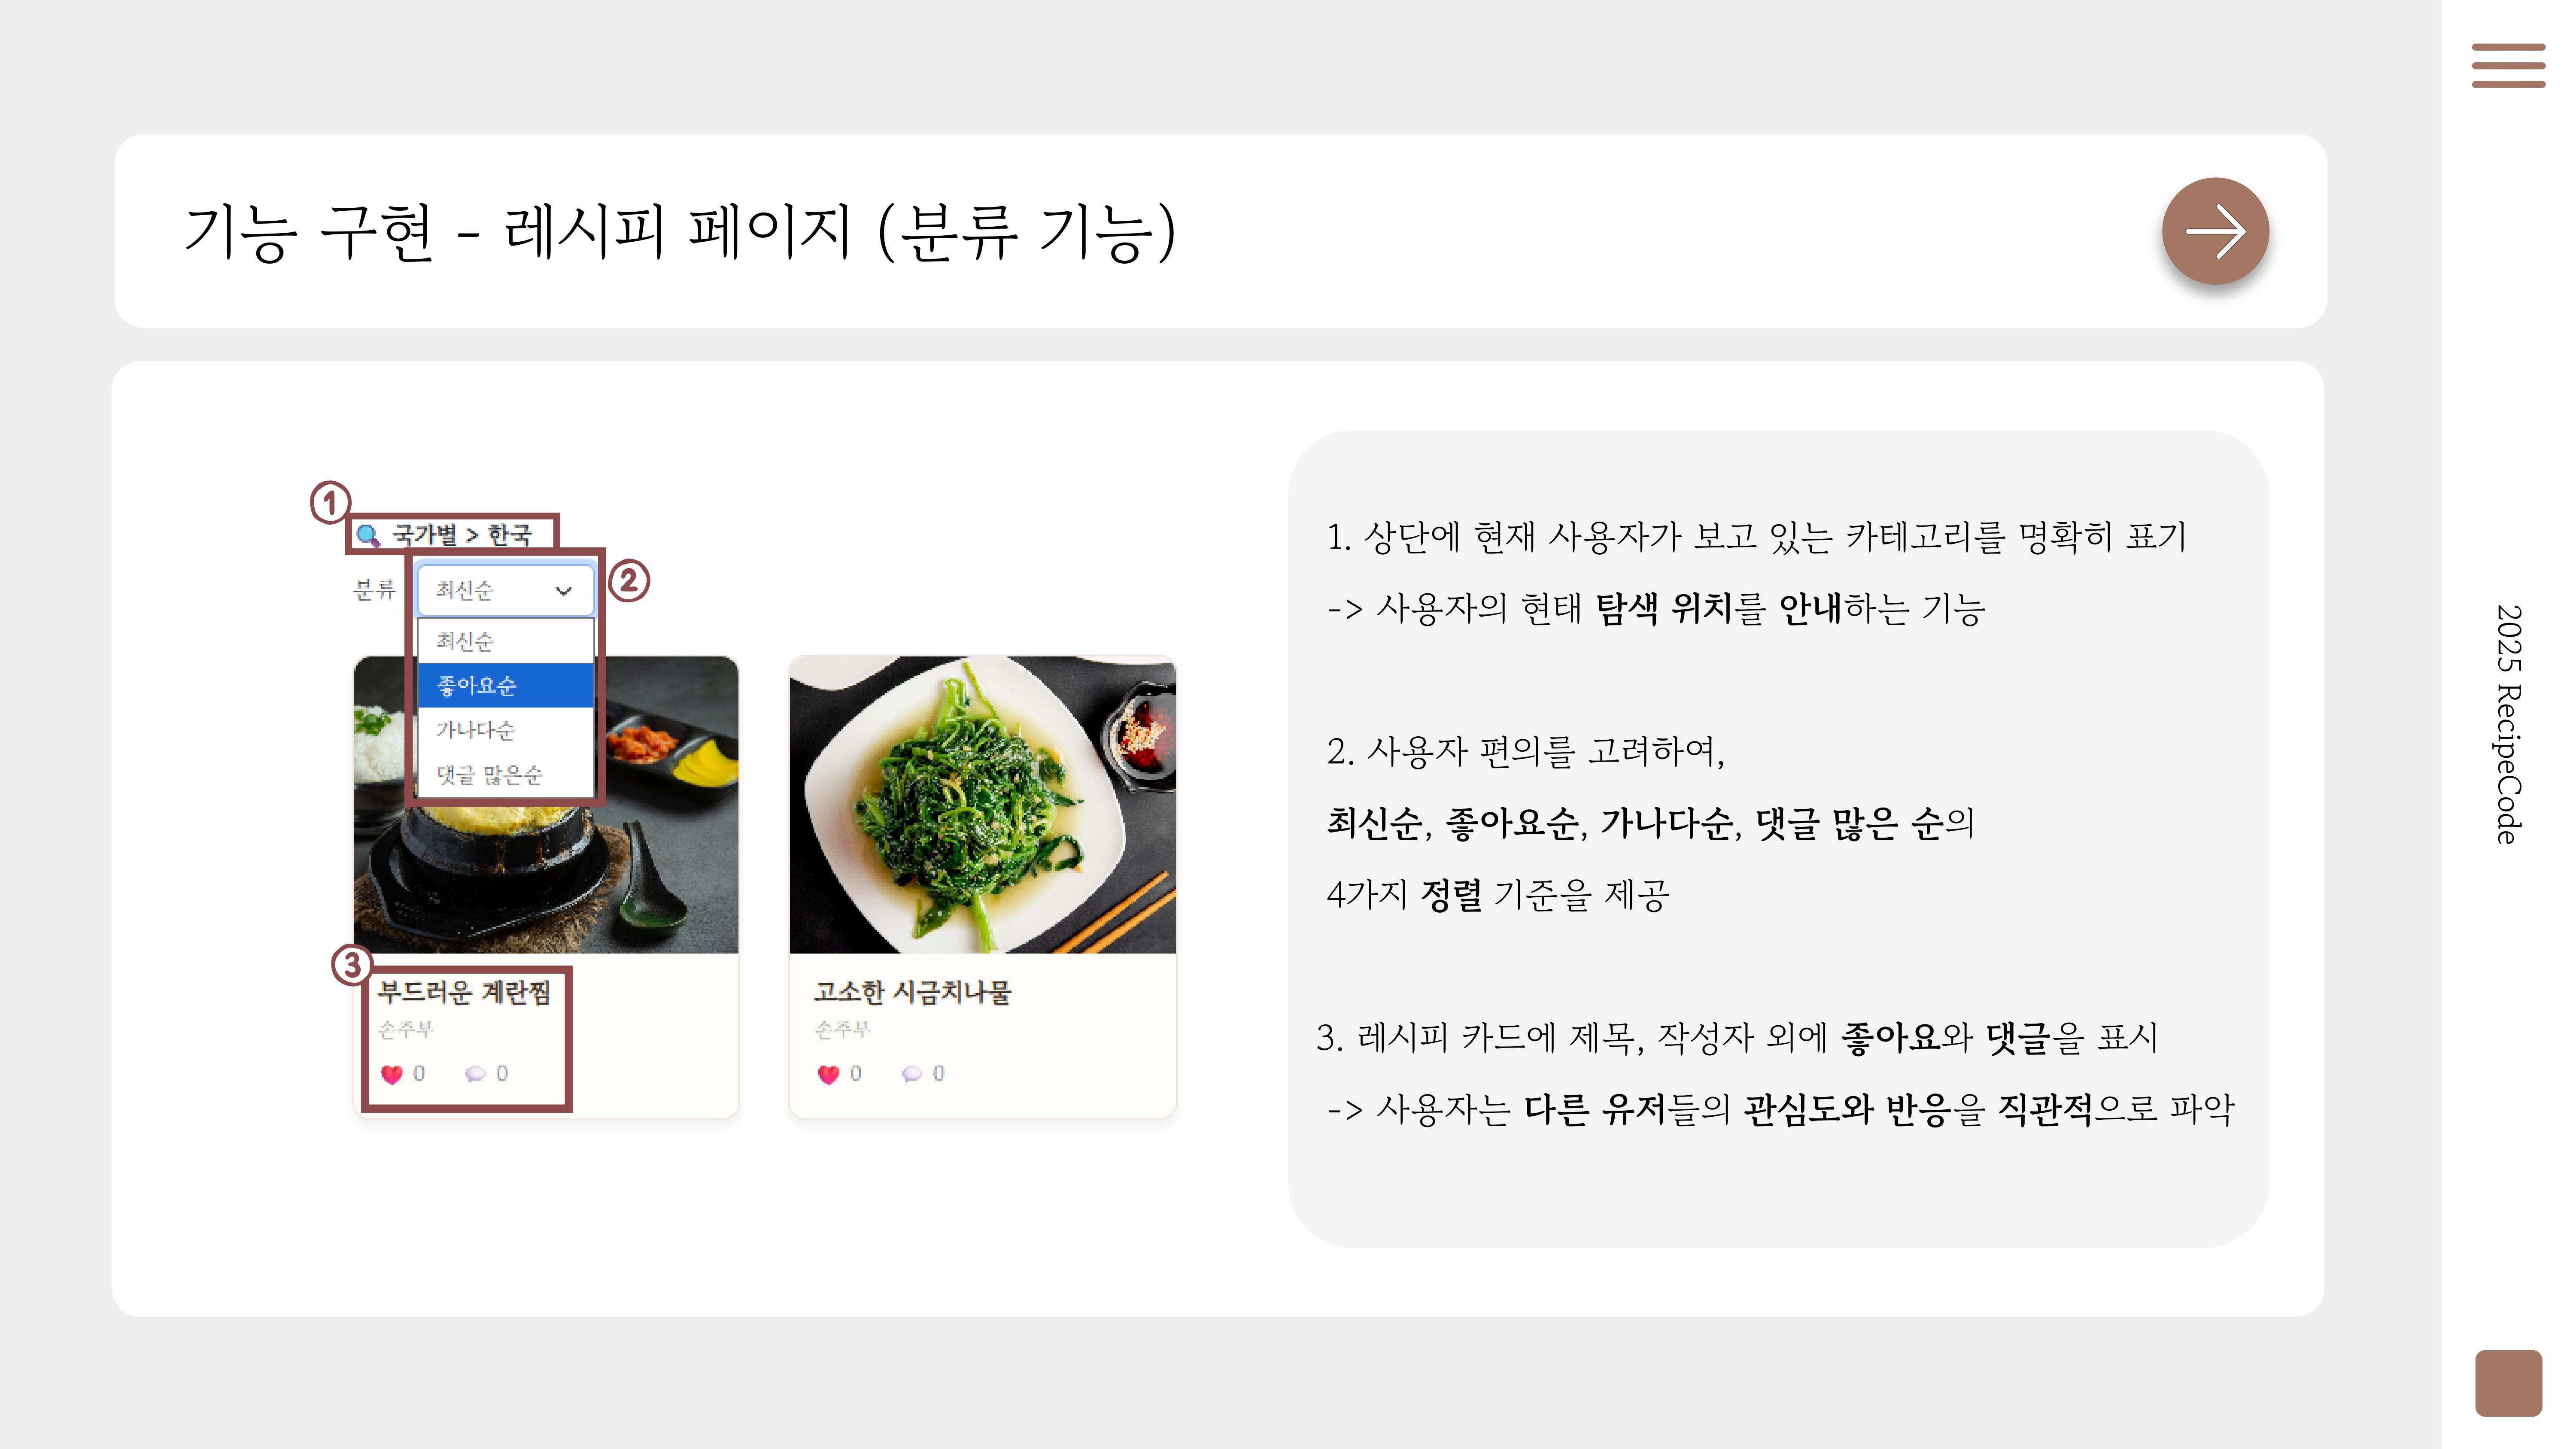 기능 구현 - 레시피 페이지 (분류 기능)
①
국가별 > 한국
분류
최신순
②
최신순
좋아요순
가나다순
댓글 많은순
③
부드러운 계란찜
손주부
0 0
고소한 시금치나물
손주부
0 0
1. 상단에 현재 사용자가 보고 있는 카테고리를 명확히 표기
-> 사용자의 현태 탐색 위치를 안내하는 기능
2. 사용자 편의를 고려하여,
최신순, 좋아요순, 가나다순, 댓글 많은 순의
4가지 정렬 기준을 제공
3. 레시피 카드에 제목, 작성자 외에 좋아요와 댓글을 표시
-> 사용자는 다른 유저들의 관심도와 반응을 직관적으로 파악
2025 RecipeCode